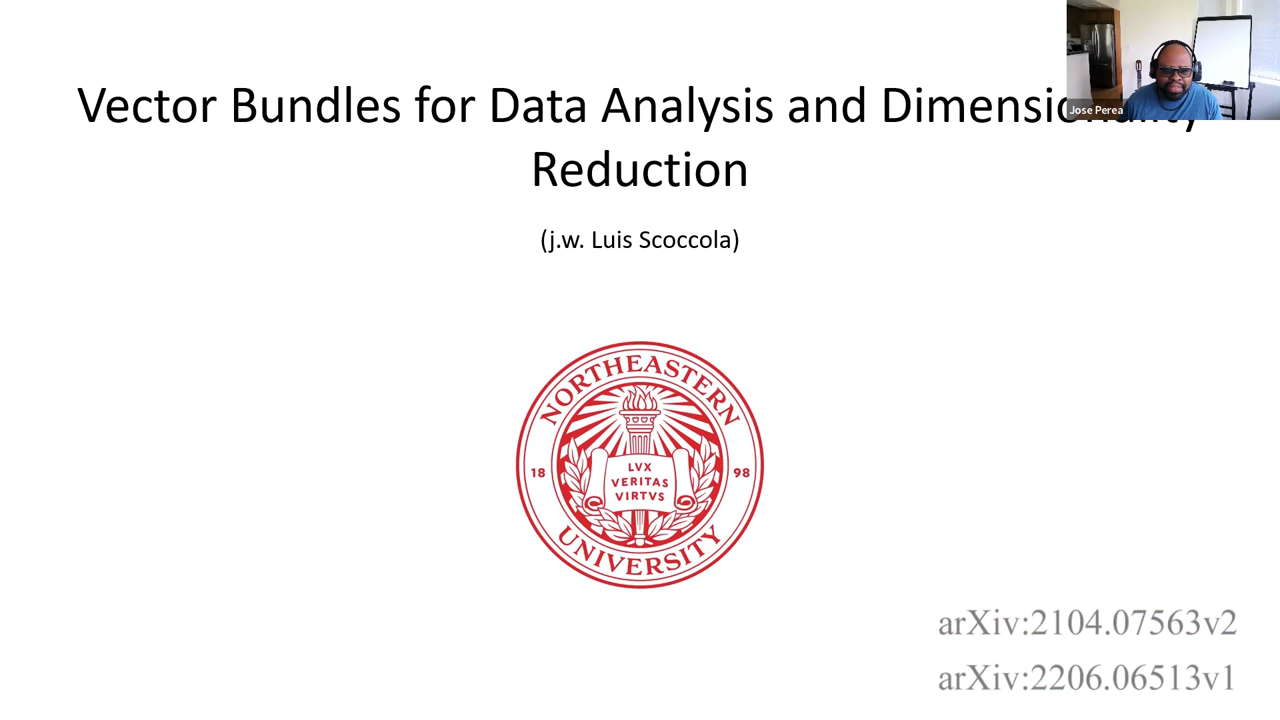 Vector Bundles for Data Analysis and Dimensionality
Reduction
(j.w. Luis Scoccola)
Jose Perea
NORTHEASTERN
18 98
LVX
VERITAS
VIRTVS
UNIVERSITY
arXiv:2104.07563v2
arXiv:2206.06513v1